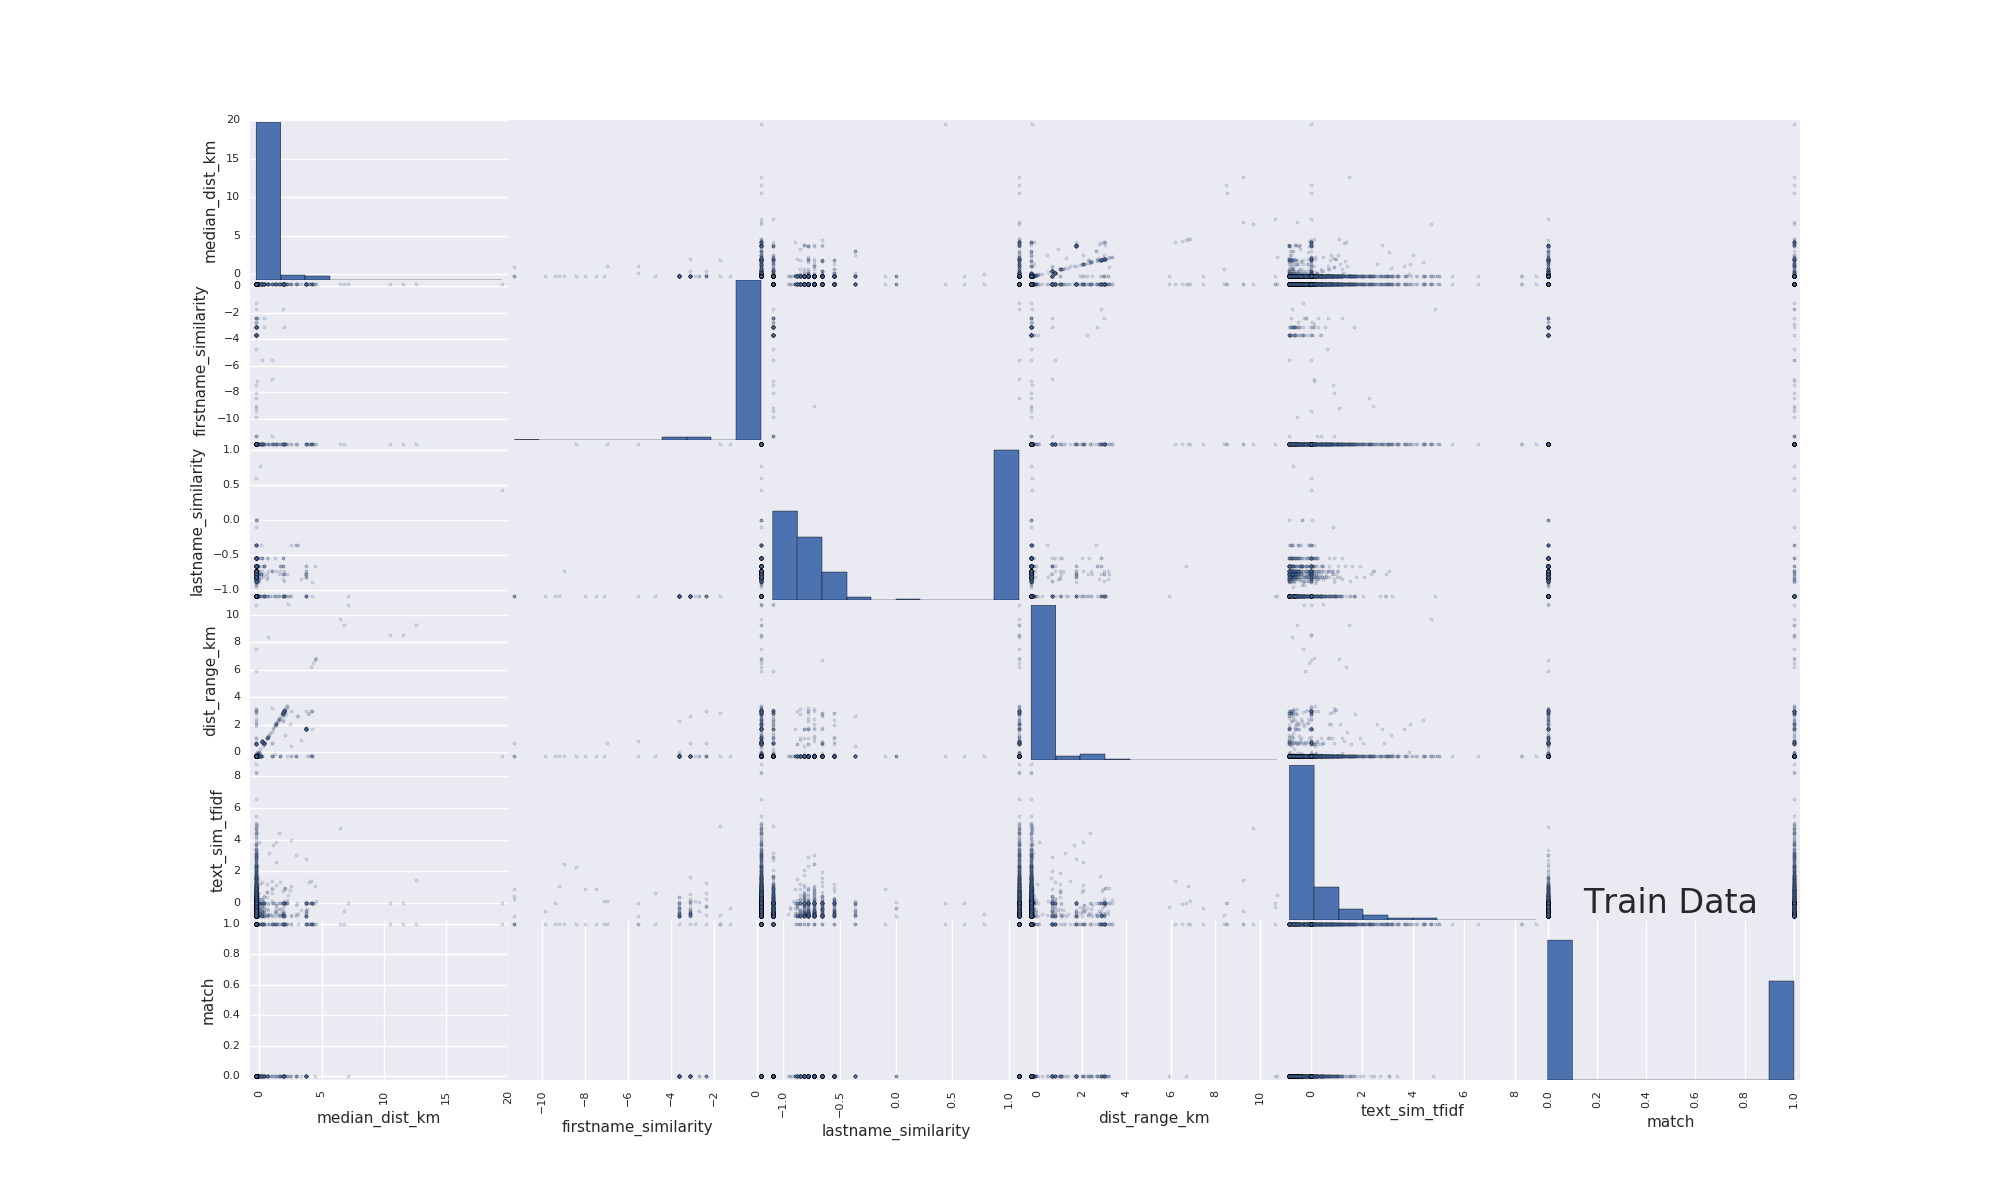 20
15
10
5
0
median_dist_km
0
−2
−4
−6
−8
−10
firstname_similarity
1.0
0.5
0.0
−0.5
−1.0
lastname_similarity
10
8
6
4
2
0
dist_range_km
8
6
4
2
0
text_sim_tfidf
Train Data
1.0
0.8
0.6
0.4
0.2
0.0
match
0 5 10 15 20
median_dist_km
−10 −8 −6 −4 −2 0
firstname_similarity
−1.0 −0.5 0.0 0.5 1.0
lastname_similarity
0 2 4 6 8 10
dist_range_km
0 2 4 6 8
text_sim_tfidf
0.0 0.2 0.4 0.6 0.8 1.0
match